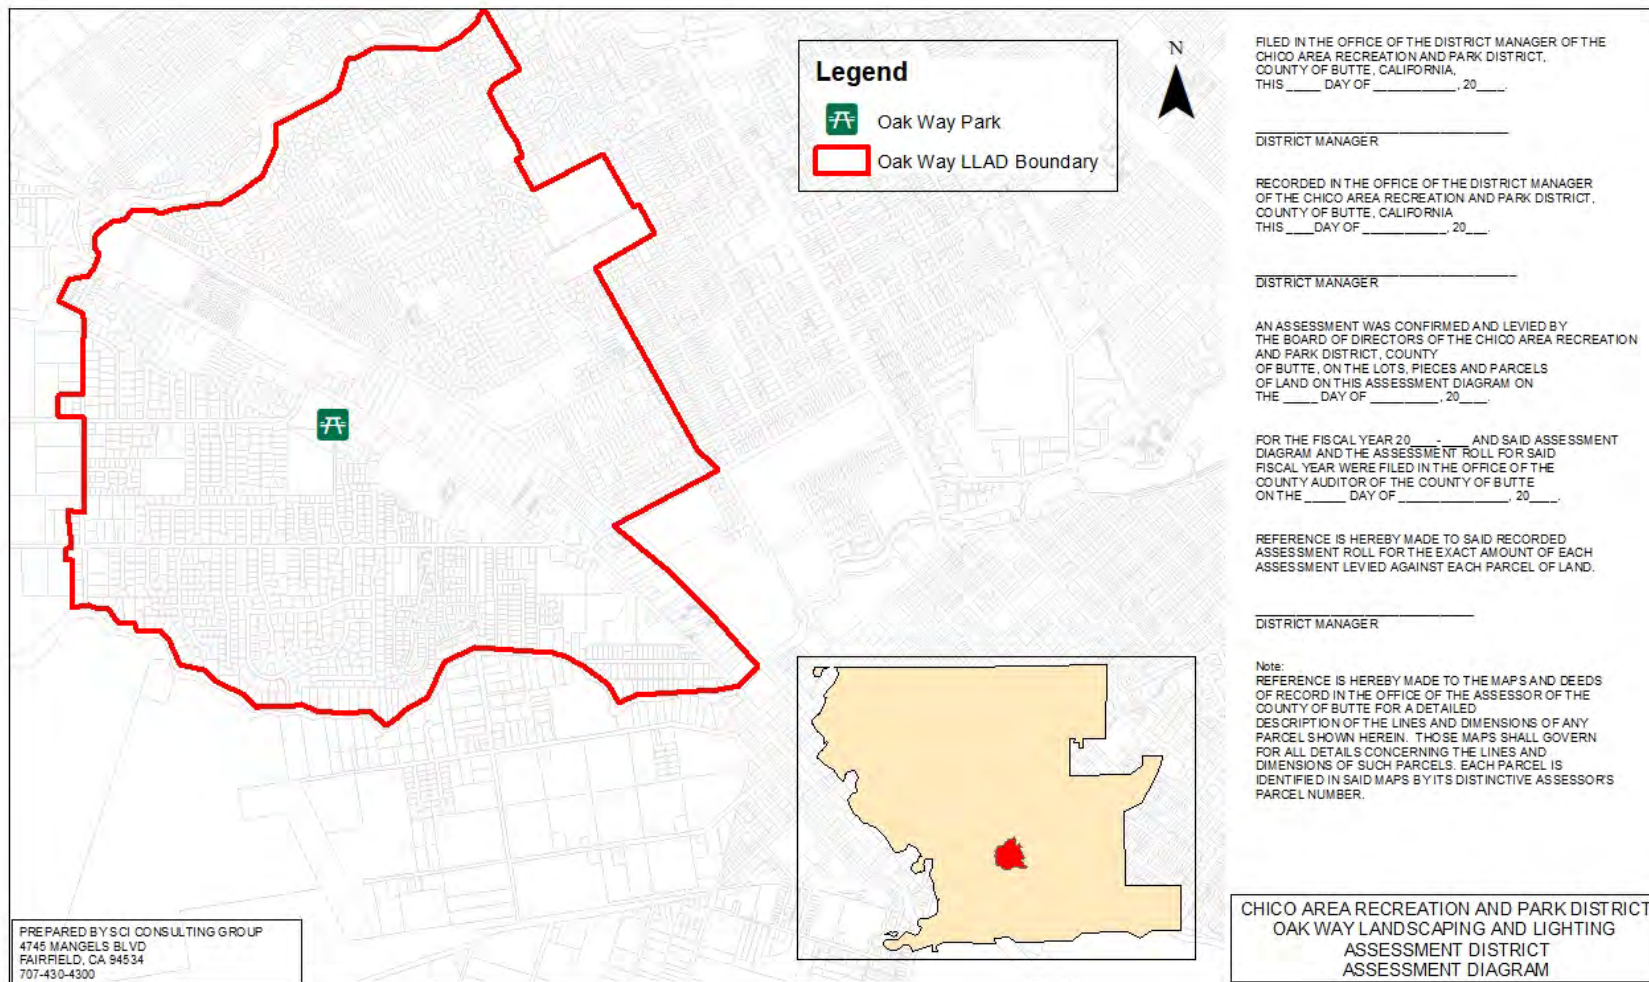 Legend
Oak Way Park
Oak Way LLAD Boundary
N
FILED IN THE OFFICE OF THE DISTRICT MANAGER OF THE
CHICO AREA RECREATION AND PARK DISTRICT,
COUNTY OF BUTTE, CALIFORNIA,
THIS _____ DAY OF ____________, 20____.
DISTRICT MANAGER
RECORDED IN THE OFFICE OF THE DISTRICT MANAGER
OF THE CHICO AREA RECREATION AND PARK DISTRICT,
COUNTY OF BUTTE, CALIFORNIA
THIS ____DAY OF ____________, 20___.
DISTRICT MANAGER
AN ASSESSMENT WAS CONFIRMED AND LEVIED BY
THE BOARD OF DIRECTORS OF THE CHICO AREA RECREATION
AND PARK DISTRICT, COUNTY
OF BUTTE, ON THE LOTS, PIECES AND PARCELS
OF LAND ON THIS ASSESSMENT DIAGRAM ON
THE _____ DAY OF __________, 20____.
FOR THE FISCAL YEAR 20____-____ AND SAID ASSESSMENT
DIAGRAM AND THE ASSESSMENT ROLL FOR SAID
FISCAL YEAR WERE FILED IN THE OFFICE OF THE
COUNTY AUDITOR OF THE COUNTY OF BUTTE
ON THE ______ DAY OF ________________, 20____.
REFERENCE IS HEREBY MADE TO SAID RECORDED
ASSESSMENT ROLL FOR THE EXACT AMOUNT OF EACH
ASSESSMENT LEVIED AGAINST EACH PARCEL OF LAND.
DISTRICT MANAGER
Note:
REFERENCE IS HEREBY MADE TO THE MAPS AND DEEDS
OF RECORD IN THE OFFICE OF THE ASSESSOR OF THE
COUNTY OF BUTTE FOR A DETAILED
DESCRIPTION OF THE LINES AND DIMENSIONS OF ANY
PARCEL SHOWN HEREIN. THOSE MAPS SHALL GOVERN
FOR ALL DETAILS CONCERNING THE LINES AND
DIMENSIONS OF SUCH PARCELS. EACH PARCEL IS
IDENTIFIED IN SAID MAPS BY ITS DISTINCTIVE ASSESSOR'S
PARCEL NUMBER.
PREPARED BY SCI CONSULTING GROUP
4745 MANGELS BLVD
FAIRFIELD, CA 94534
707-430-4300
CHICO AREA RECREATION AND PARK DISTRICT
OAK WAY LANDSCAPING AND LIGHTING
ASSESSMENT DISTRICT
ASSESSMENT DIAGRAM